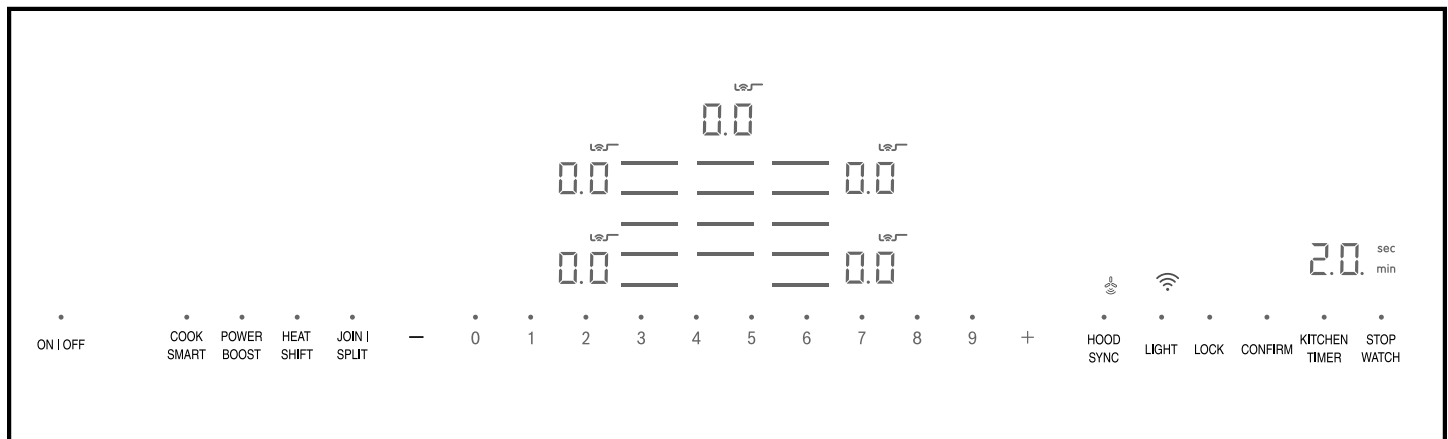 0.0
0.0 0.0
0.0 0.0
2.0. sec
min
ON | OFF
COOK
SMART
POWER
BOOST
HEAT
SHIFT
JOIN |
SPLIT
− 0 1 2 3 4 5 6 7 8 9 +
HOOD
SYNC
LIGHT
LOCK
CONFIRM
KITCHEN
TIMER
STOP
WATCH